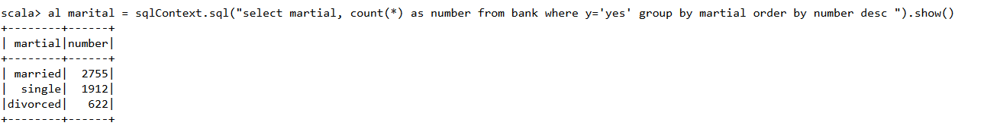 scala> al marital = sqlContext.sql("select martial, count(*) as number from bank where y='yes' group by martial order by number desc ").show()
+--------+------+
| martial|number|
+--------+------+
| married|  2755|
|  single|  1912|
|divorced|   622|
+--------+------+